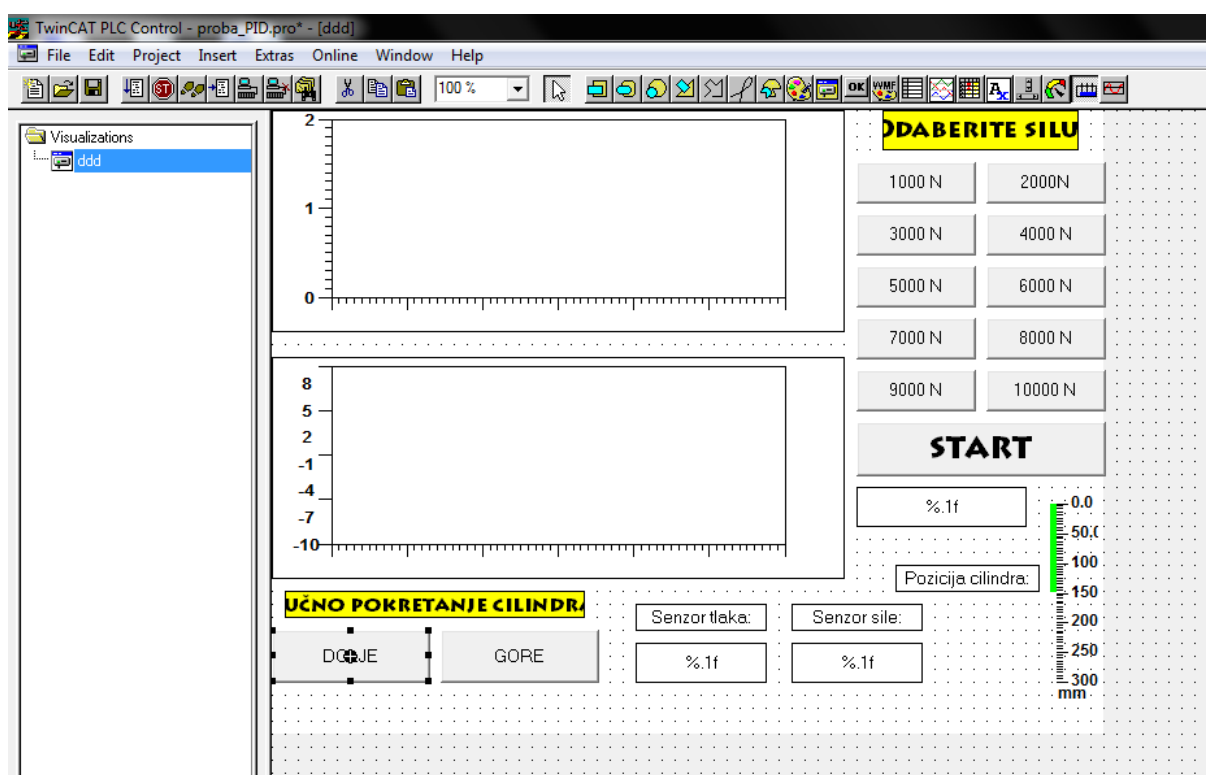 TwinCAT PLC Control - proba_PID.pro* - [ddd]
File Edit Project Insert Extras Online Window Help
100 %
OK WMF
Visualizations
ddd
2
1
0
8
5
2
-1
-4
-7
-10
ODABERITE SILU
1000 N 2000N
3000 N 4000 N
5000 N 6000 N
7000 N 8000 N
9000 N 10000 N
START
%.1f
Pozicija cilindra:
0.0
50.0
100
150
200
250
300
mm
UČNO POKRETANJE CILINDRA
DOLJE GORE
Senzor tlaka: Senzor sile:
%.1f %.1f